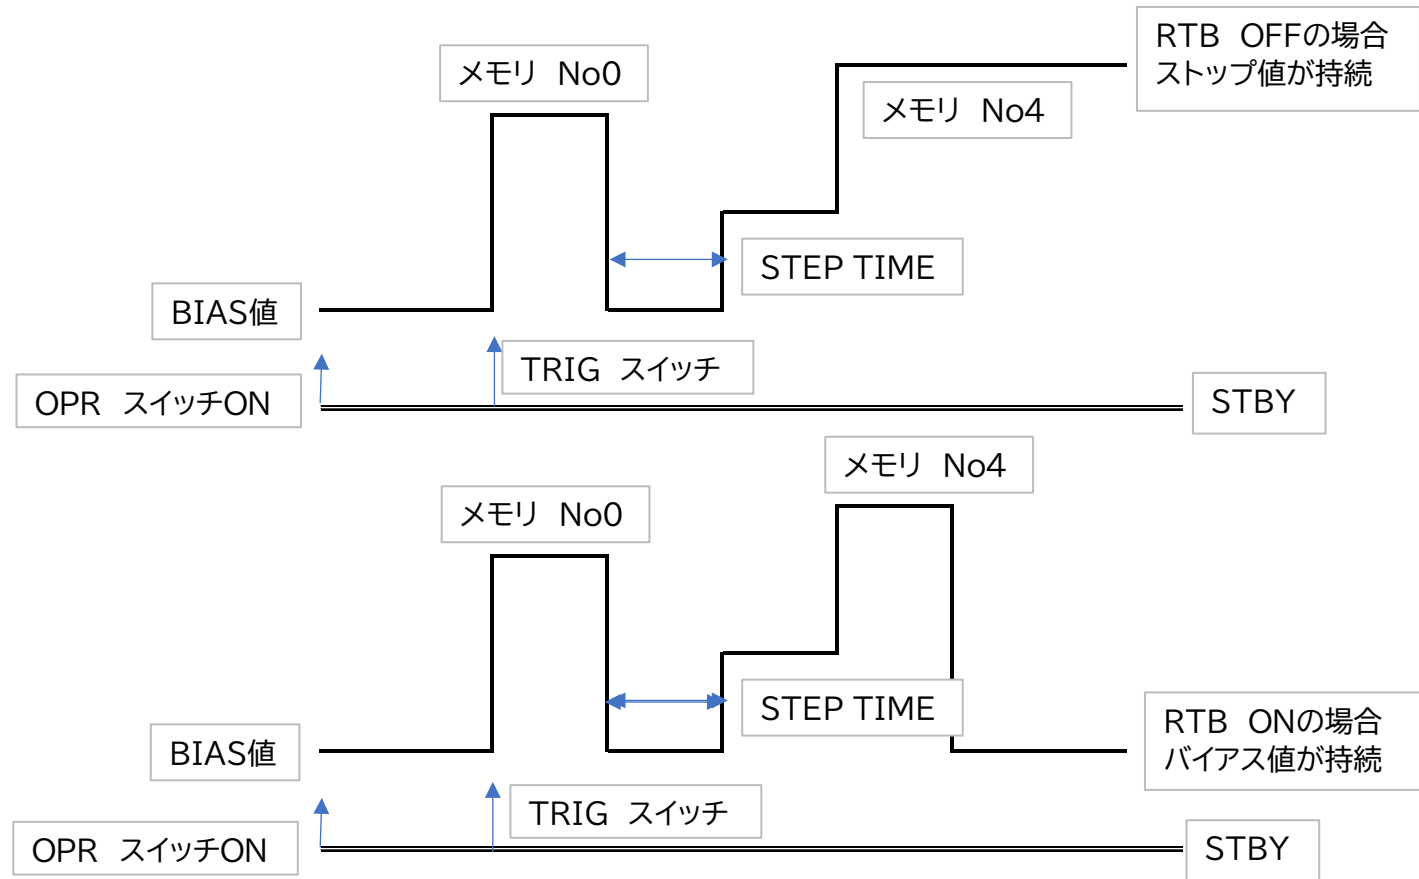 RTB OFFの場合
ストップ値が持続
メモリ No0
メモリ No4
STEP TIME
BIAS値
TRIG スイッチ
OPR スイッチON
STBY
メモリ No4
メモリ No0
STEP TIME
RTB ONの場合
バイアス値が持続
BIAS値
TRIG スイッチ
OPR スイッチON
STBY